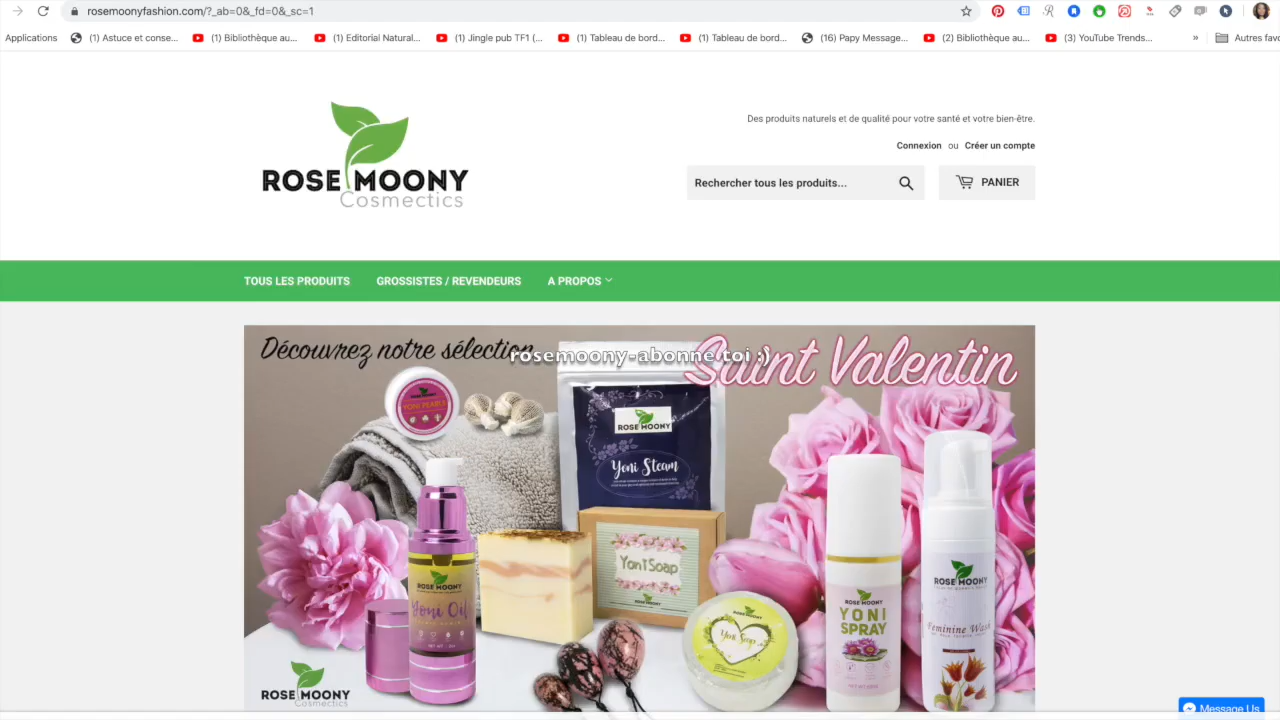 rosemoonyfashion.com/?_ab=0&_fd=0&_sc=1
Applications (1) Astuce et conse... (1) Bibliothèque au... (1) Editorial Natural... (1) Jingle pub TF1 (... (1) Tableau de bord... (1) Tableau de bord... (16) Papy Message... (2) Bibliothèque au... (3) YouTube Trends... » Autres favo
ROSE MOONY
Cosmectics
Des produits naturels et de qualité pour votre santé et votre bien-être.
Connexion ou Créer un compte
Rechercher tous les produits...
PANIER
TOUS LES PRODUITS GROSSISTES / REVENDEURS A PROPOS
Découvrez notre sélection
Saint Valentin
rosemoony-abonne toi :)
YONI PEARLS
ROSE MOONY
Yoni Steam
ROSE MOONY
Yoni Oil
Yoni Soap
Yoni Soap
ROSE MOONY
YONI
SPRAY
ROSE MOONY
Feminine Wash
ROSE MOONY
Cosmectics
Message Us